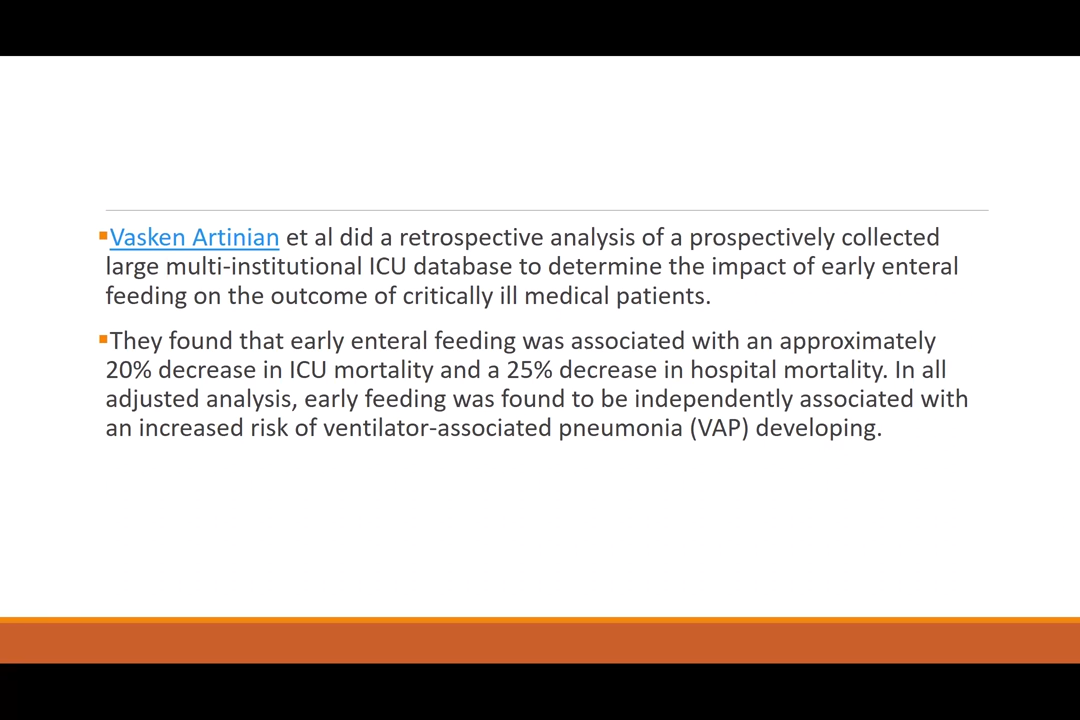 ▪Vasken Artinian et al did a retrospective analysis of a prospectively collected
large multi-institutional ICU database to determine the impact of early enteral
feeding on the outcome of critically ill medical patients.
▪They found that early enteral feeding was associated with an approximately
20% decrease in ICU mortality and a 25% decrease in hospital mortality. In all
adjusted analysis, early feeding was found to be independently associated with
an increased risk of ventilator-associated pneumonia (VAP) developing.